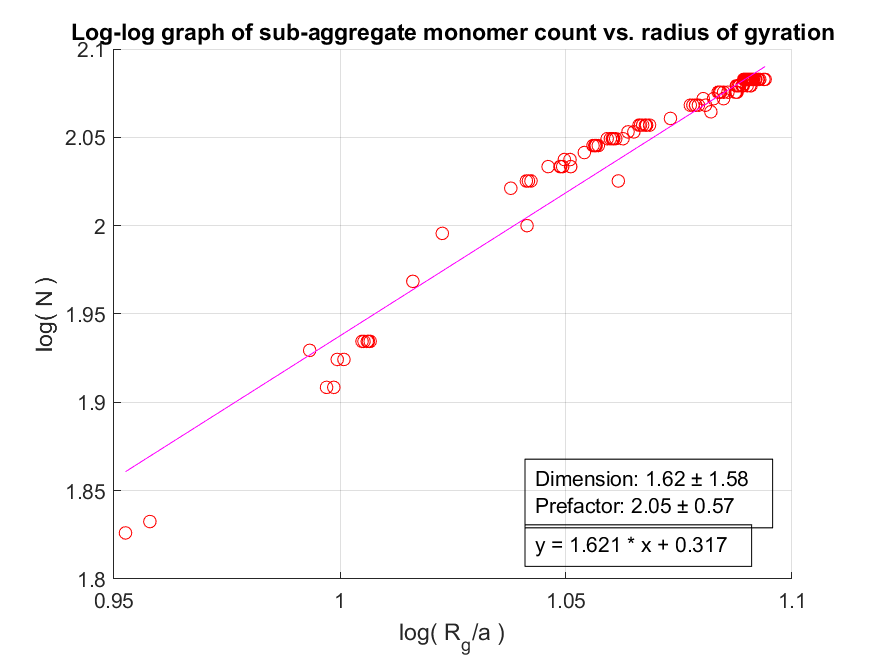 Log-log graph of sub-aggregate monomer count vs. radius of gyration
2.1
2.05
2
1.95
1.9
1.85
1.8
log( N )
Dimension: 1.62 ± 1.58
Prefactor: 2.05 ± 0.57
y = 1.621 * x + 0.317
0.95
1
1.05
1.1
log( R_g/a )